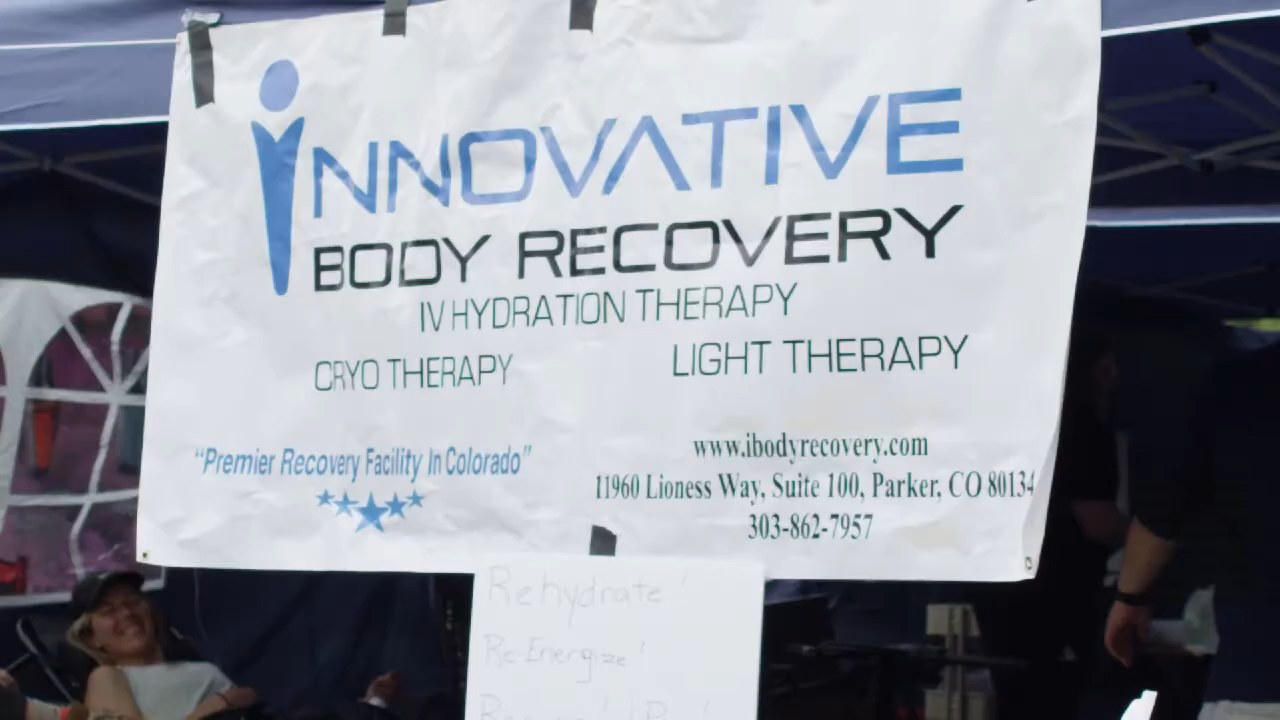 INNOVATIVE
BODY RECOVERY
IV HYDRATION THERAPY
CRYO THERAPY
LIGHT THERAPY
"Premier Recovery Facility In Colorado"
www.ibodyrecovery.com
11960 Lioness Way, Suite 100, Parker, CO 80134
303-862-7957
Rehydrate!
Re-Energize!